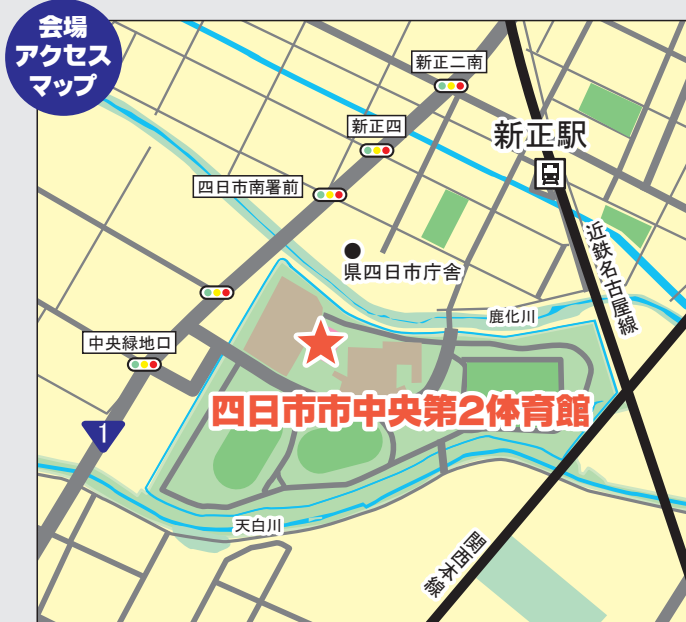 会場
アクセス
マップ
新正二南
新正駅
新正四
四日市南署前
県四日市庁舎
近鉄名古屋線
鹿化川
中央緑地口
四日市市中央第2体育館
1
天白川
関西本線